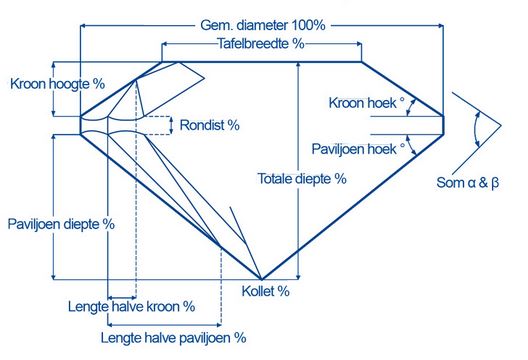 Gem. diameter 100%
Tafelbreedte %
Kroon hoogte %
Kroon hoek °
Rondist %
Paviljoen hoek °
Totale diepte %
Som α & β
Paviljoen diepte %
Kollet %
Lengte halve kroon %
Lengte halve paviljoen %